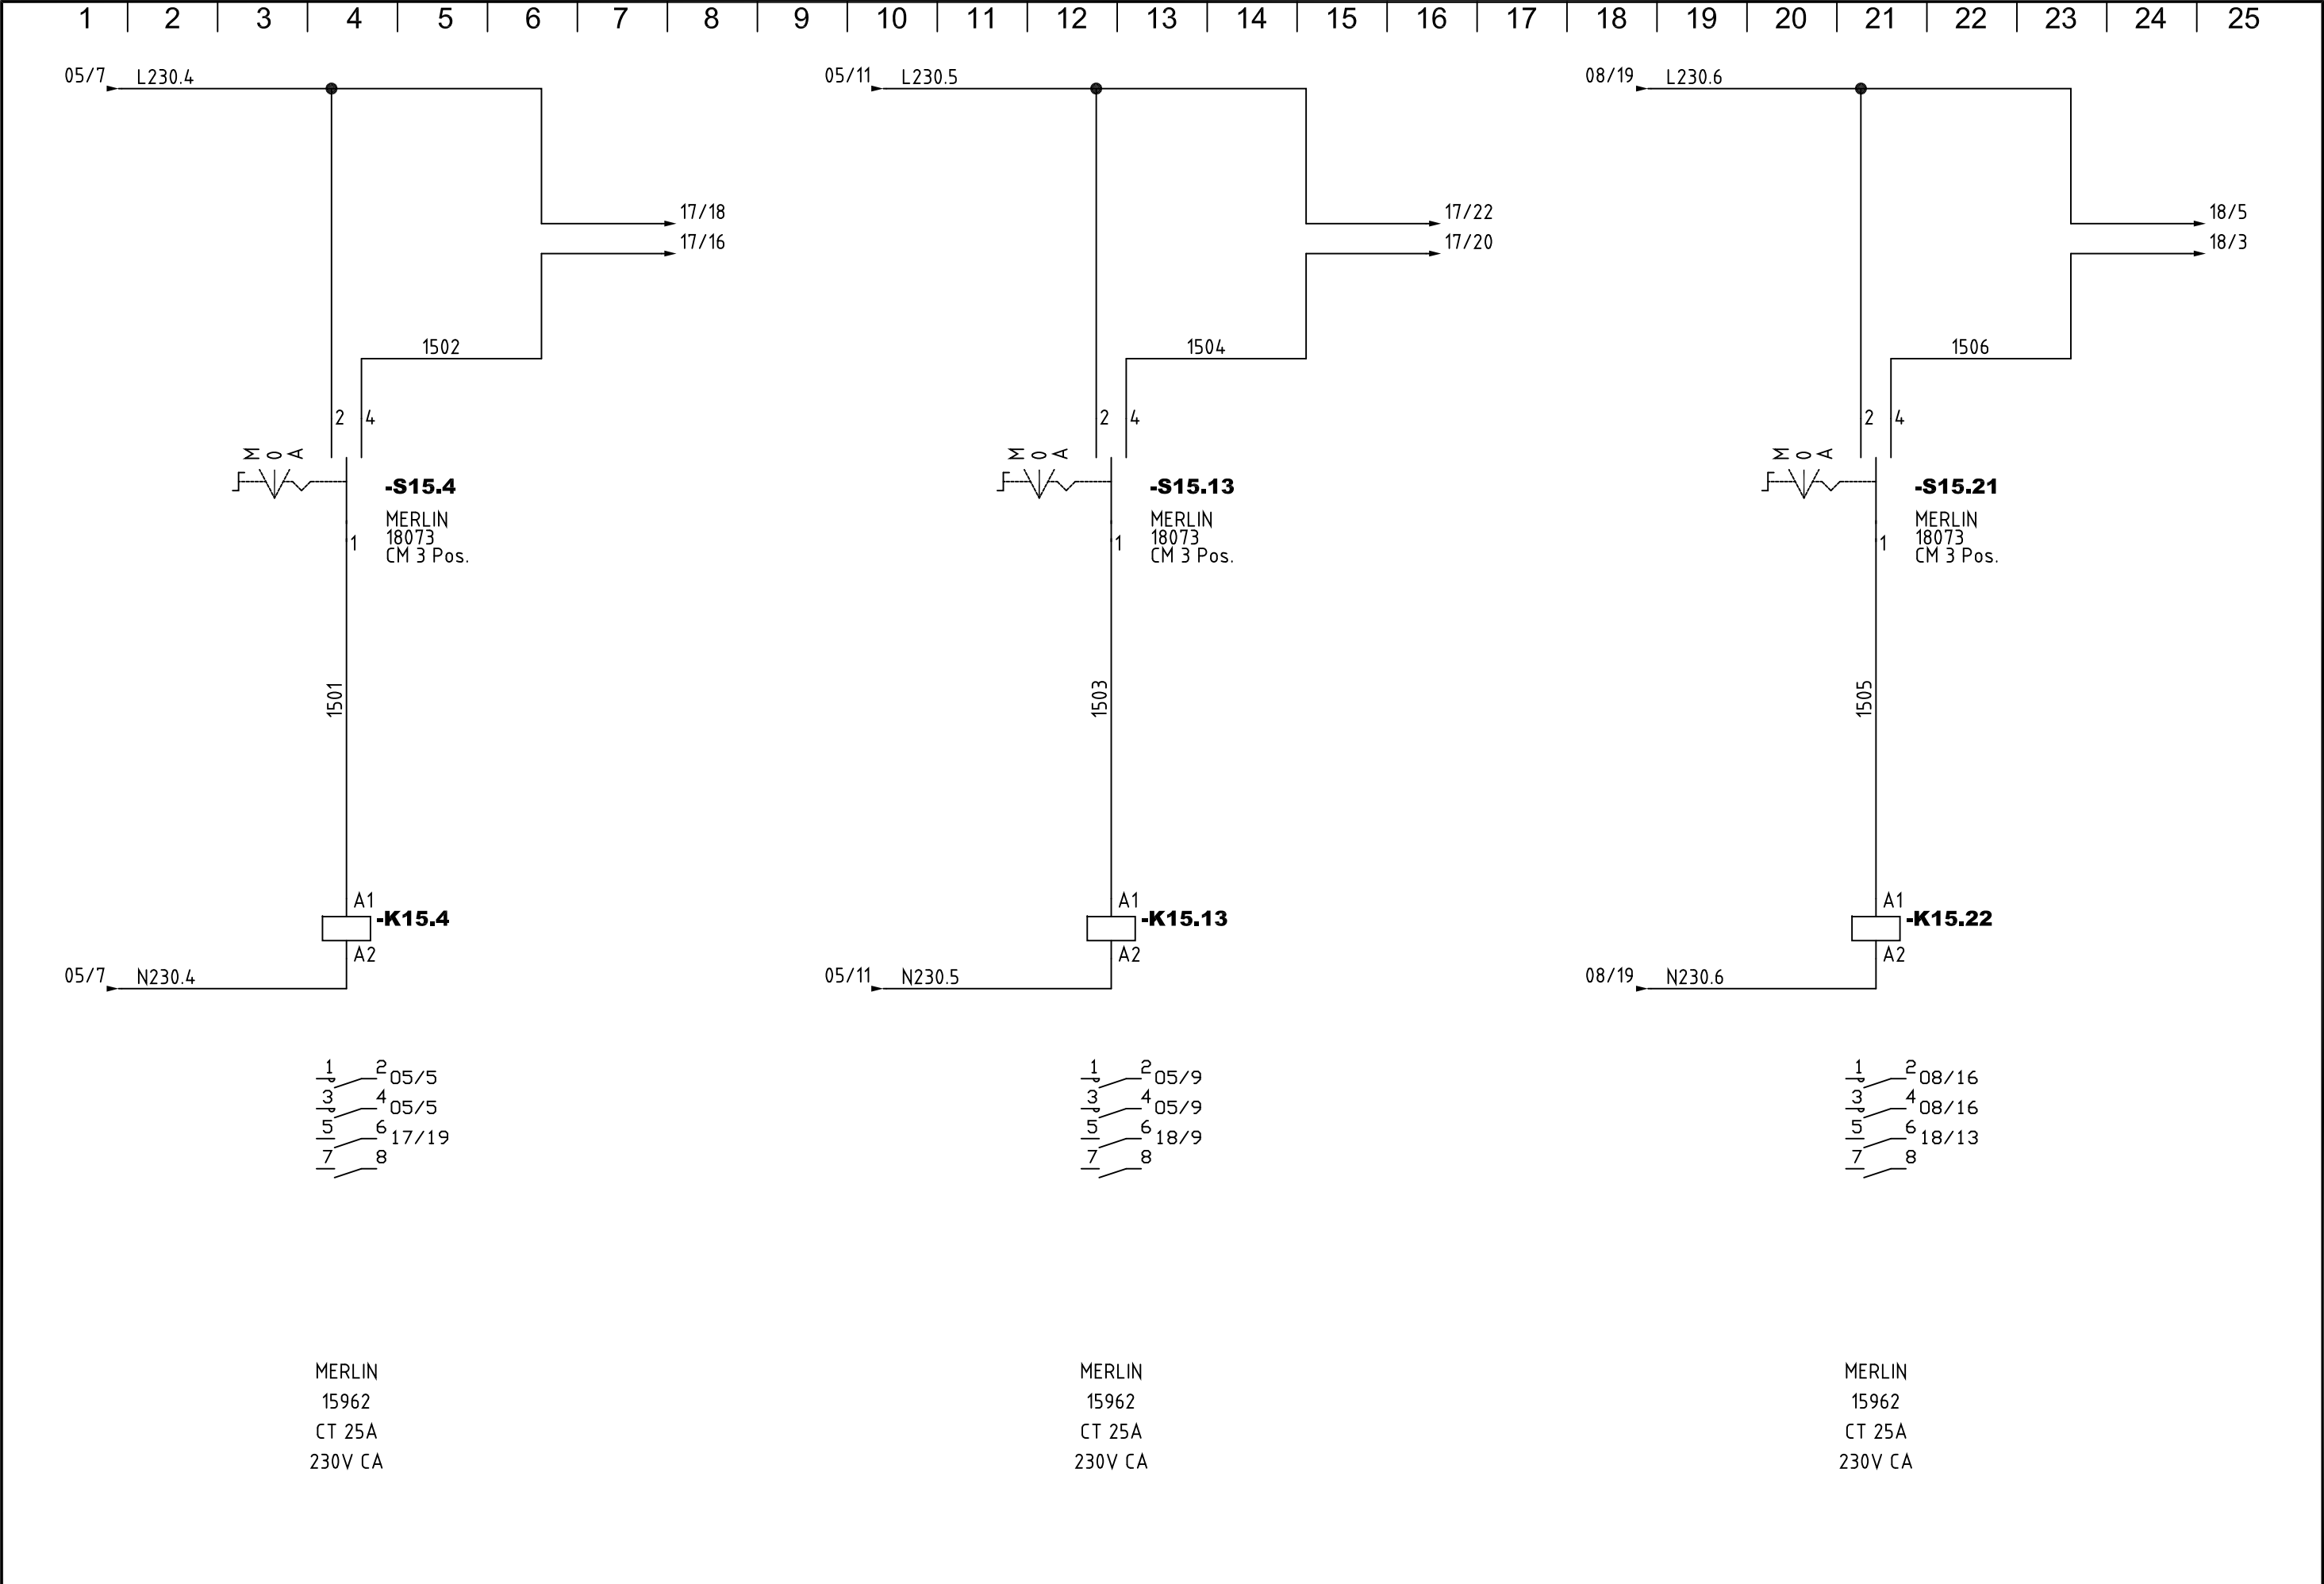 1 2 3 4 5 6 7 8 9 10 11 12 13 14 15 16 17 18 19 20 21 22 23 24 25
05/7 L230.4
17/18
17/16
1502
2 4
M O A
-S15.4
MERLIN
18073
CM 3 Pos.
1
1501
A1
-K15.4
A2
05/7 N230.4
1 2 05/5
3 4 05/5
5 6 17/19
7 8
MERLIN
15962
CT 25A
230V CA
05/11 L230.5
17/22
17/20
1504
2 4
M O A
-S15.13
MERLIN
18073
CM 3 Pos.
1
1503
A1
-K15.13
A2
05/11 N230.5
1 2 05/9
3 4 05/9
5 6 18/9
7 8
MERLIN
15962
CT 25A
230V CA
08/19 L230.6
18/5
18/3
1506
2 4
M O A
-S15.21
MERLIN
18073
CM 3 Pos.
1
1505
A1
-K15.22
A2
08/19 N230.6
1 2 08/16
3 4 08/16
5 6 18/13
7 8
MERLIN
15962
CT 25A
230V CA